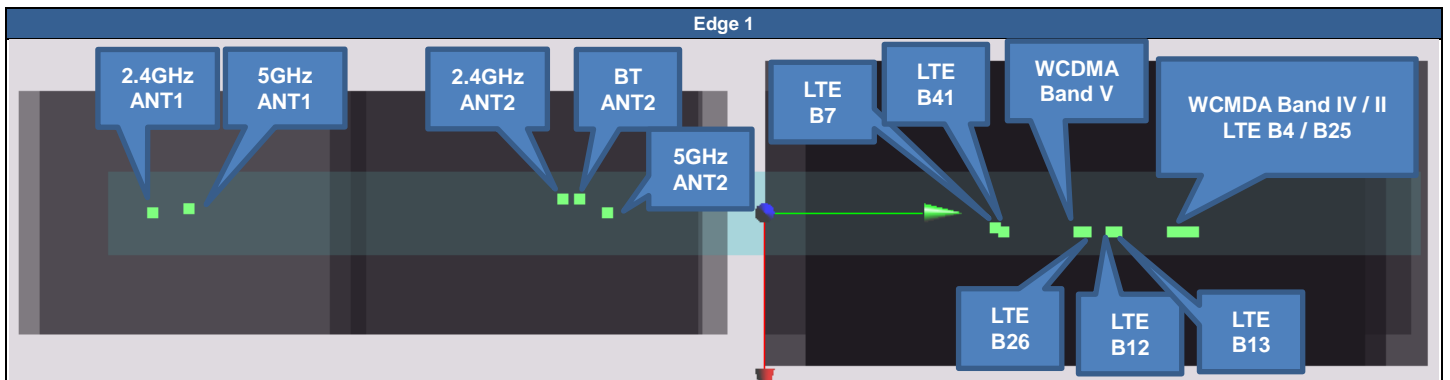 Edge 1
2.4GHz
ANT1
5GHz
ANT1
2.4GHz
ANT2
BT
ANT2
5GHz
ANT2
LTE
B7
LTE
B41
WCDMA
Band V
WCMDA Band IV / II
LTE B4 / B25
LTE
B26
LTE
B12
LTE
B13